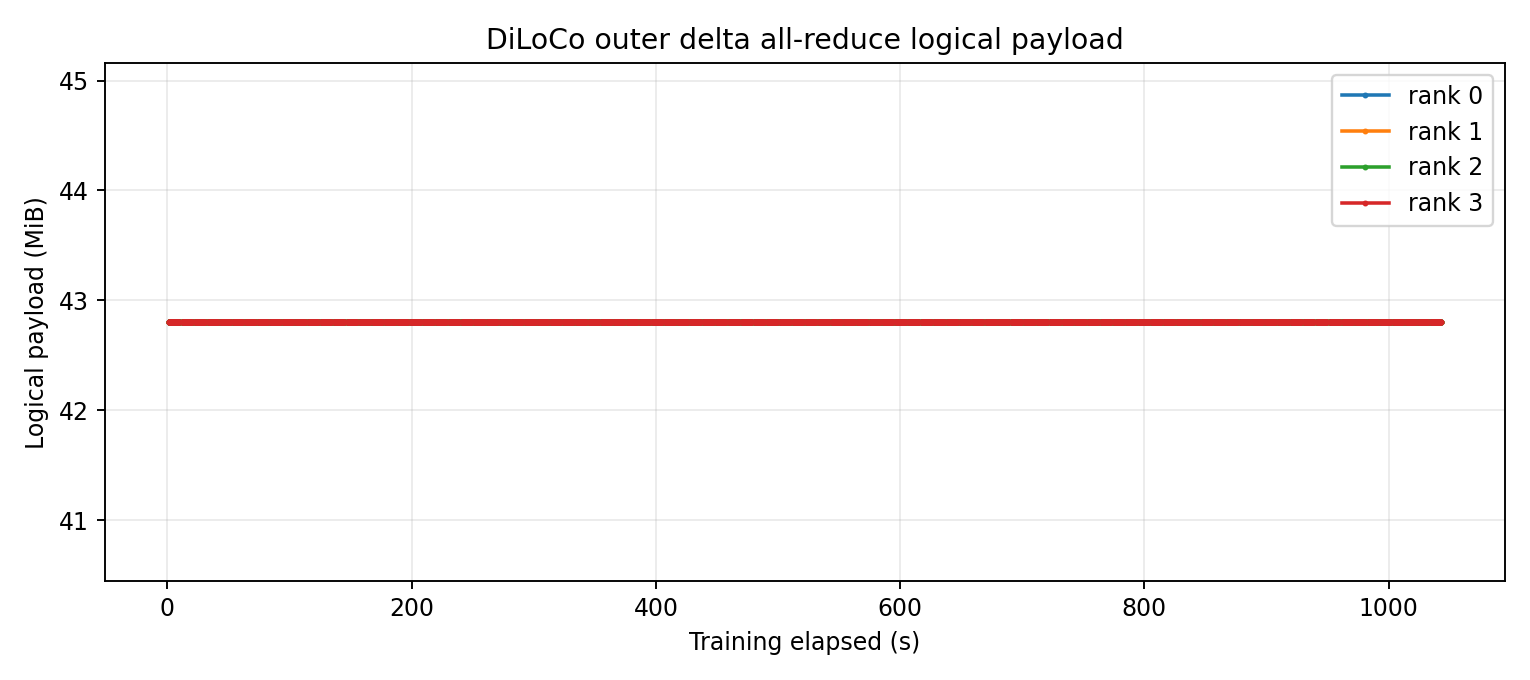 DiLoCo outer delta all-reduce logical payload
Logical payload (MiB)
45
44
43
42
41
rank 0
rank 1
rank 2
rank 3
0 200 400 600 800 1000
Training elapsed (s)